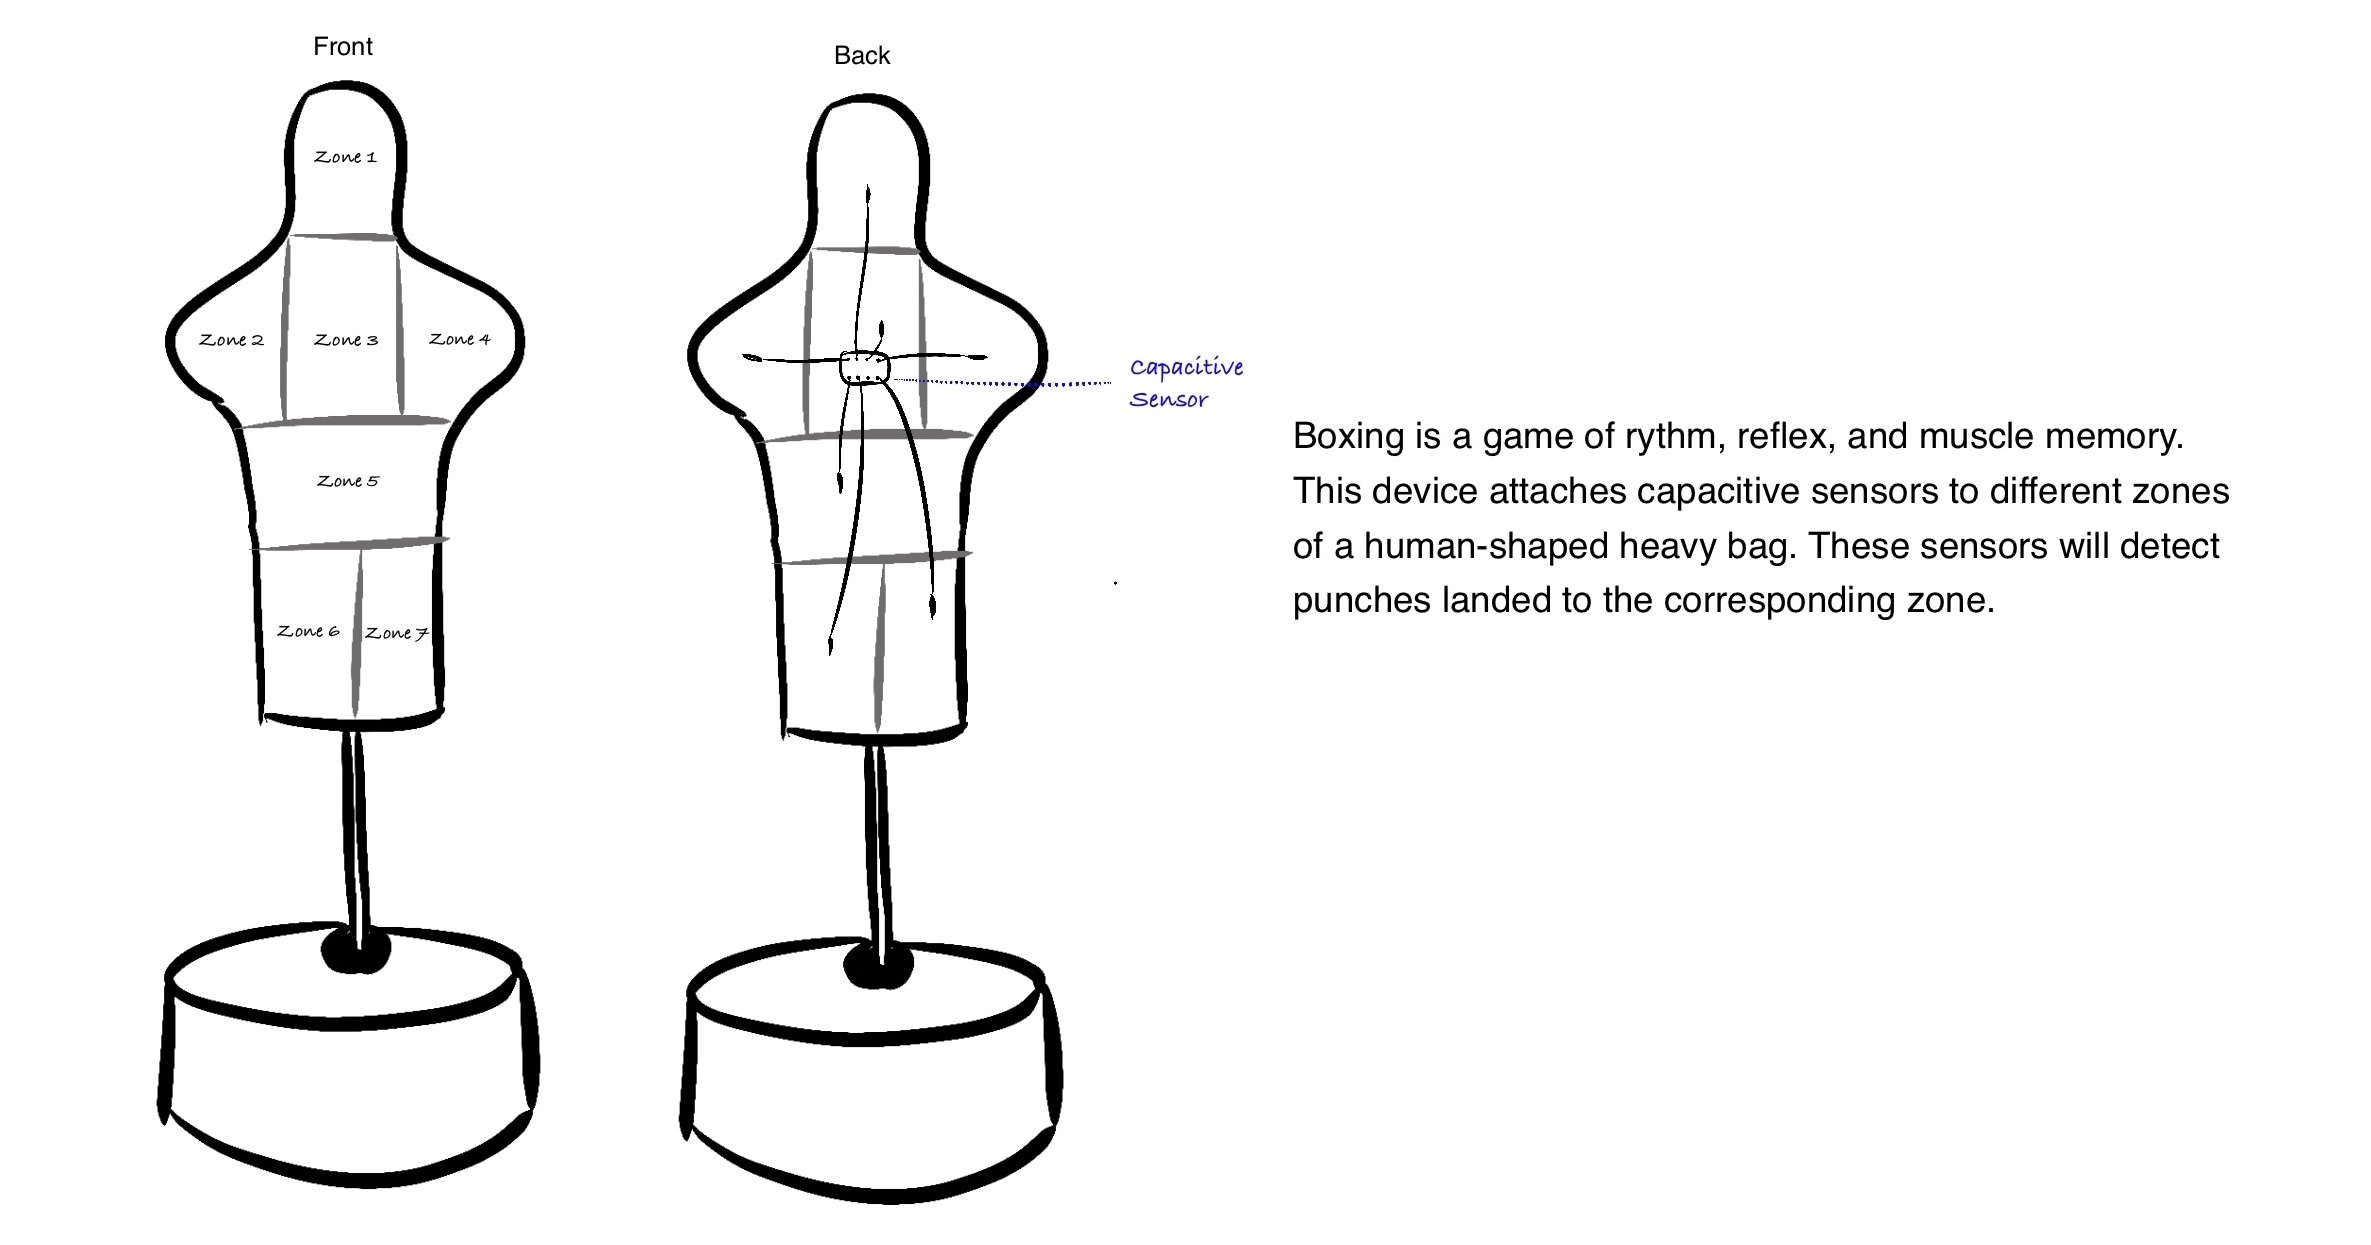 Front
Back
Zone 1
Zone 2
Zone 3
Zone 4
Zone 5
Zone 6
Zone 7
Capacitive
Sensor
Boxing is a game of rythm, reflex, and muscle memory.
This device attaches capacitive sensors to different zones
of a human-shaped heavy bag. These sensors will detect
punches landed to the corresponding zone.